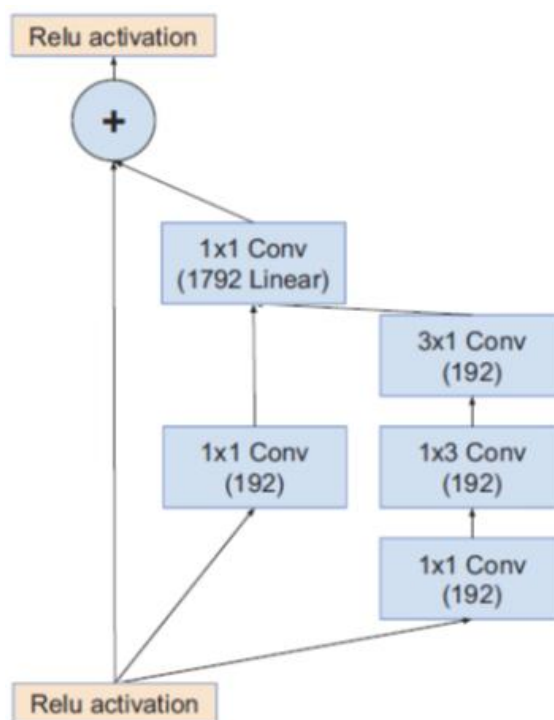 Relu activation
+
1x1 Conv
(1792 Linear)
3x1 Conv
(192)
1x1 Conv
(192)
1x3 Conv
(192)
1x1 Conv
(192)
Relu activation